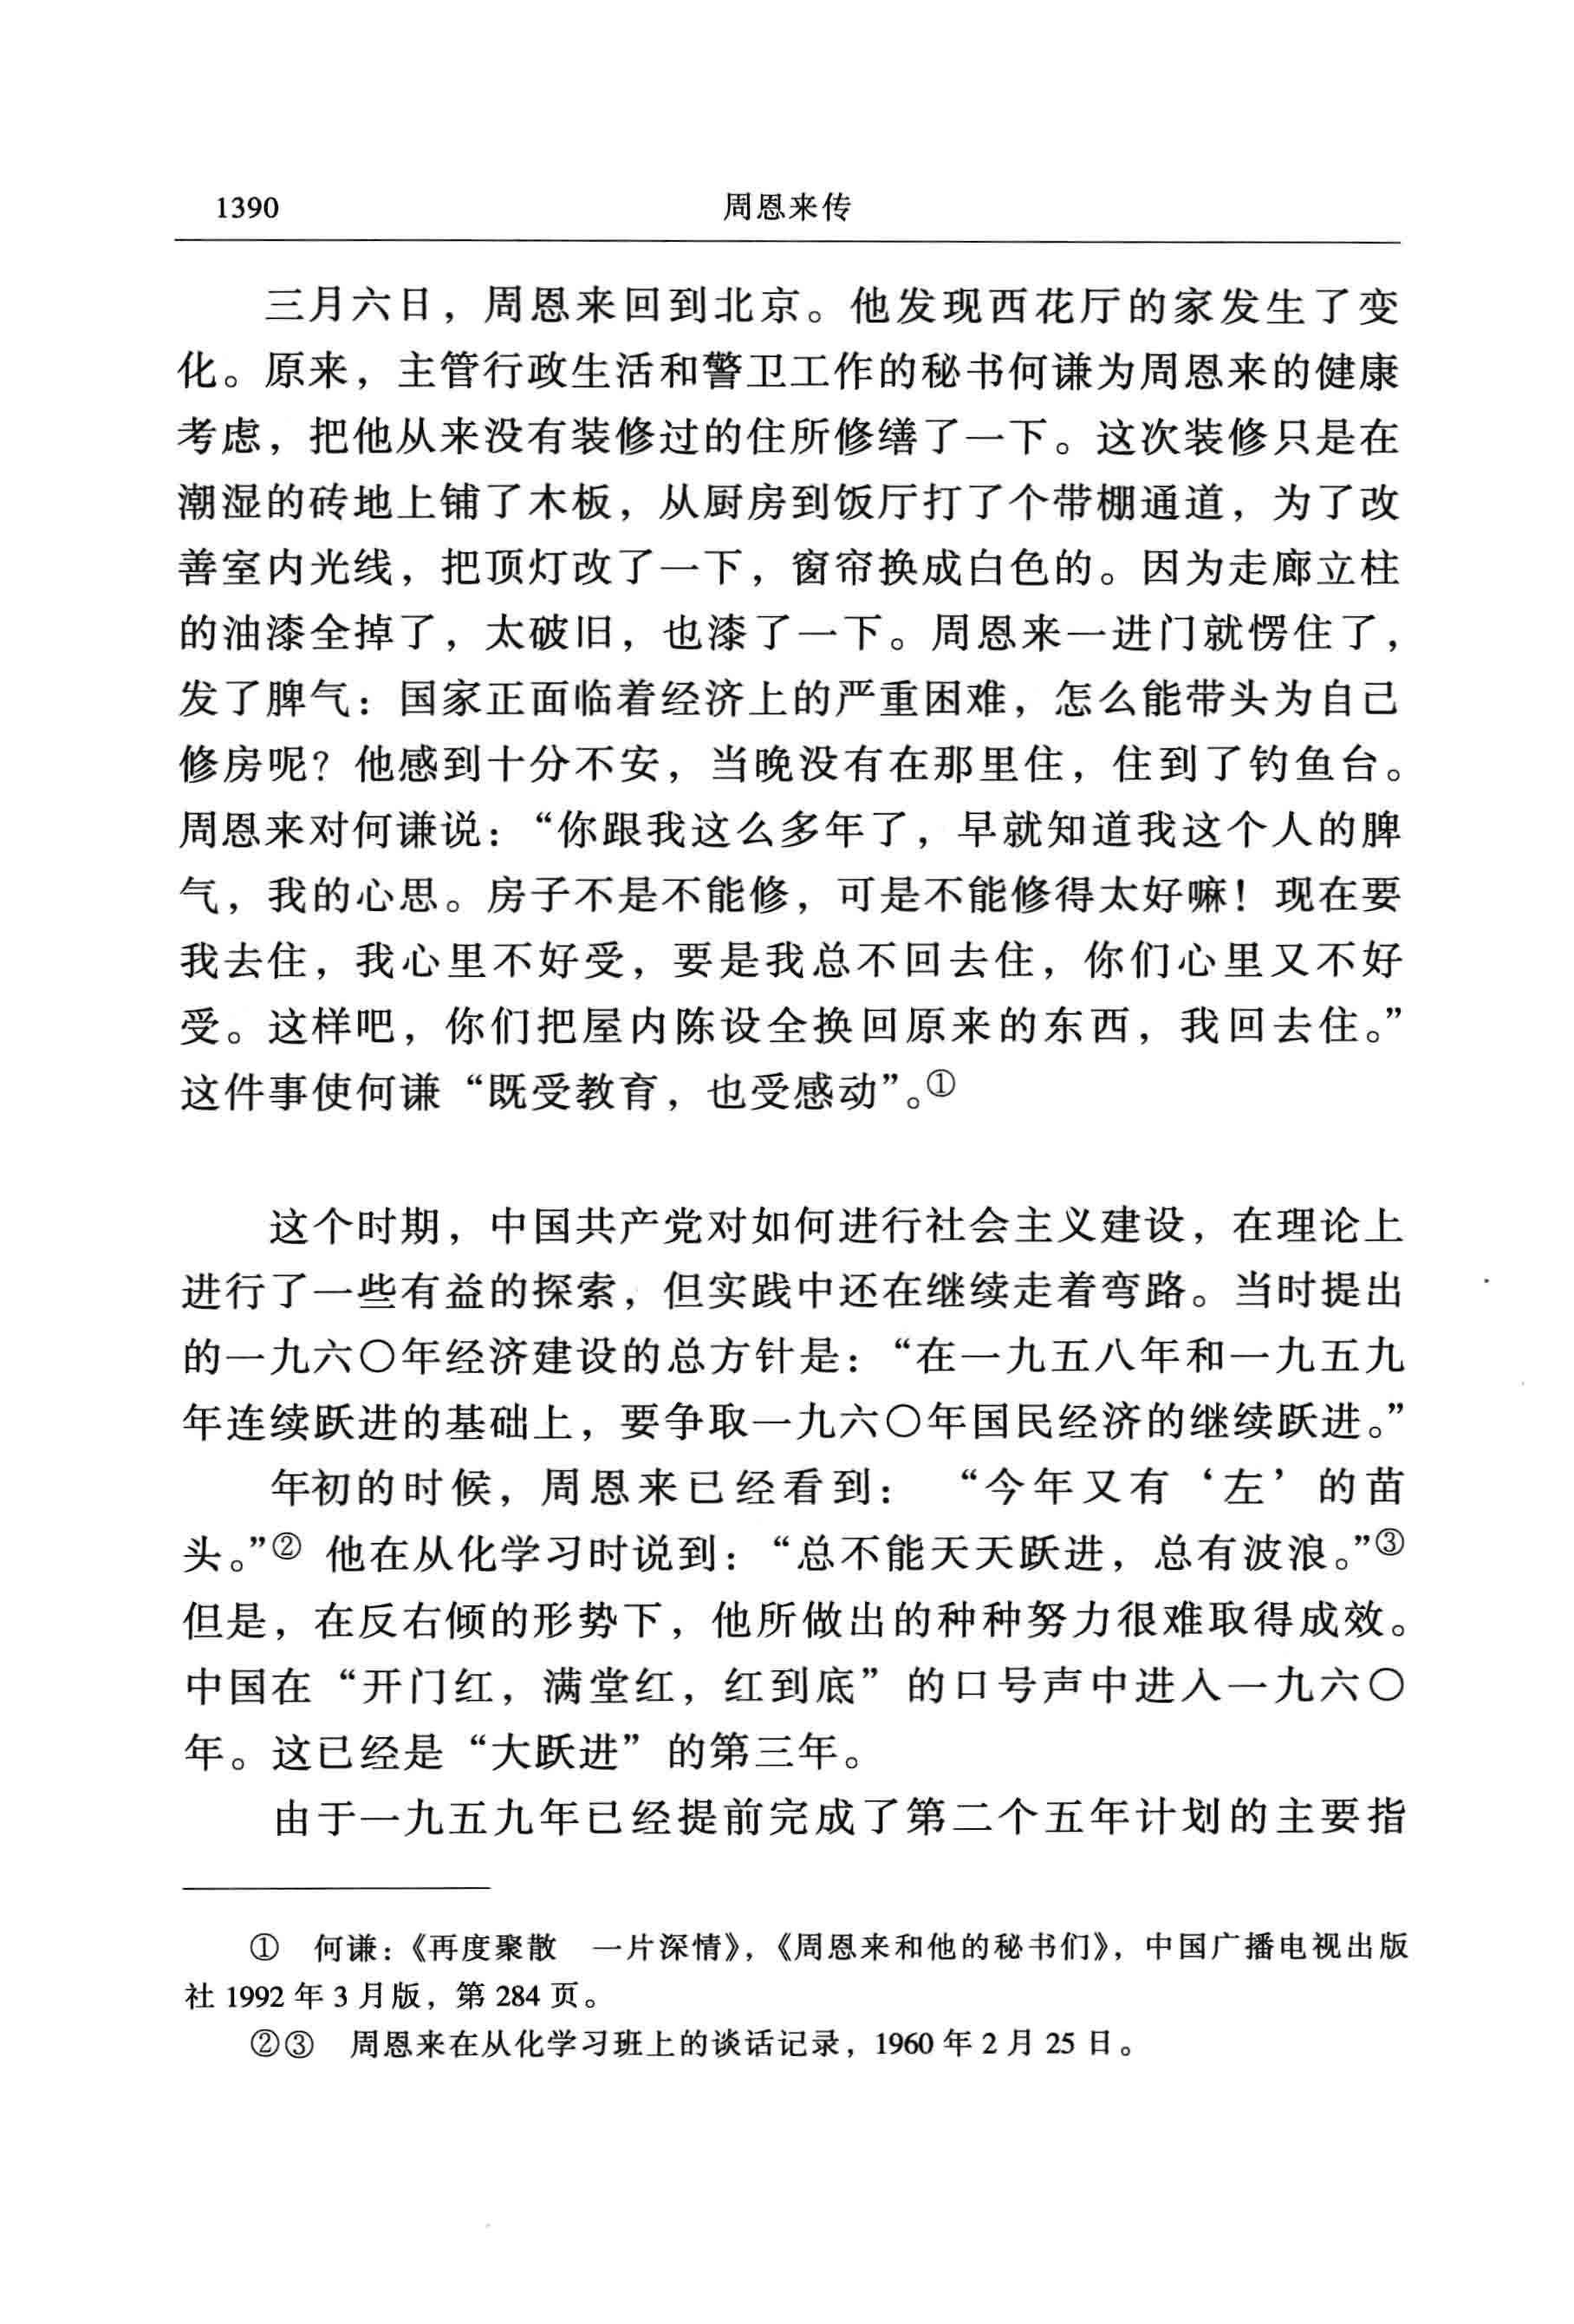 1390 周恩来传
三月六日，周恩来回到北京。他发现西花厅的家发生了变
化。原来，主管行政生活和警卫工作的秘书何谦为周恩来的健康
考虑，把他从来没有装修过的住所修缮了一下。这次装修只是在
潮湿的砖地上铺了木板，从厨房到饭厅打了个带棚通道，为了改
善室内光线，把顶灯改了一下，窗帘换成白色的。因为走廊立柱
的油漆全掉了，太破旧，也漆了一下。周恩来一进门就愣住了，
发了脾气：国家正面临着经济上的严重困难，怎么能带头为自己
修房呢？他感到十分不安，当晚没有在那里住，住到了钓鱼台。
周恩来对何谦说：“你跟我这么多年了，早就知道我这个人的脾
气，我的心思。房子不是不能修，可是不能修得太好嘛！现在要
我去住，我心里不好受，要是我总不回去住，你们心里又不好
受。这样吧，你们把屋内陈设全换回原来的东西，我回去住。”
这件事使何谦“既受教育，也受感动”。①
这个时期，中国共产党对如何进行社会主义建设，在理论上
进行了一些有益的探索，但实践中还在继续走着弯路。当时提出
的一九六〇年经济建设的总方针是：“在一九五八年和一九五九
年连续跃进的基础上，要争取一九六〇年国民经济的继续跃进。”
年初的时候，周恩来已经看到：“今年又有‘左’的苗
头。”② 他在从化学习时说到：“总不能天天跃进，总有波浪。”③
但是，在反右倾的形势下，他所做出的种种努力很难取得成效。
中国在“开门红，满堂红，红到底”的口号声中进入一九六〇
年。这已经是“大跃进”的第三年。
由于一九五九年已经提前完成了第二个五年计划的主要指
① 何谦：《再度聚散 一片深情》，《周恩来和他的秘书们》，中国广播电视出版
社 1992 年 3 月版，第 284 页。
②③ 周恩来在从化学习班上的谈话记录，1960 年 2 月 25 日。